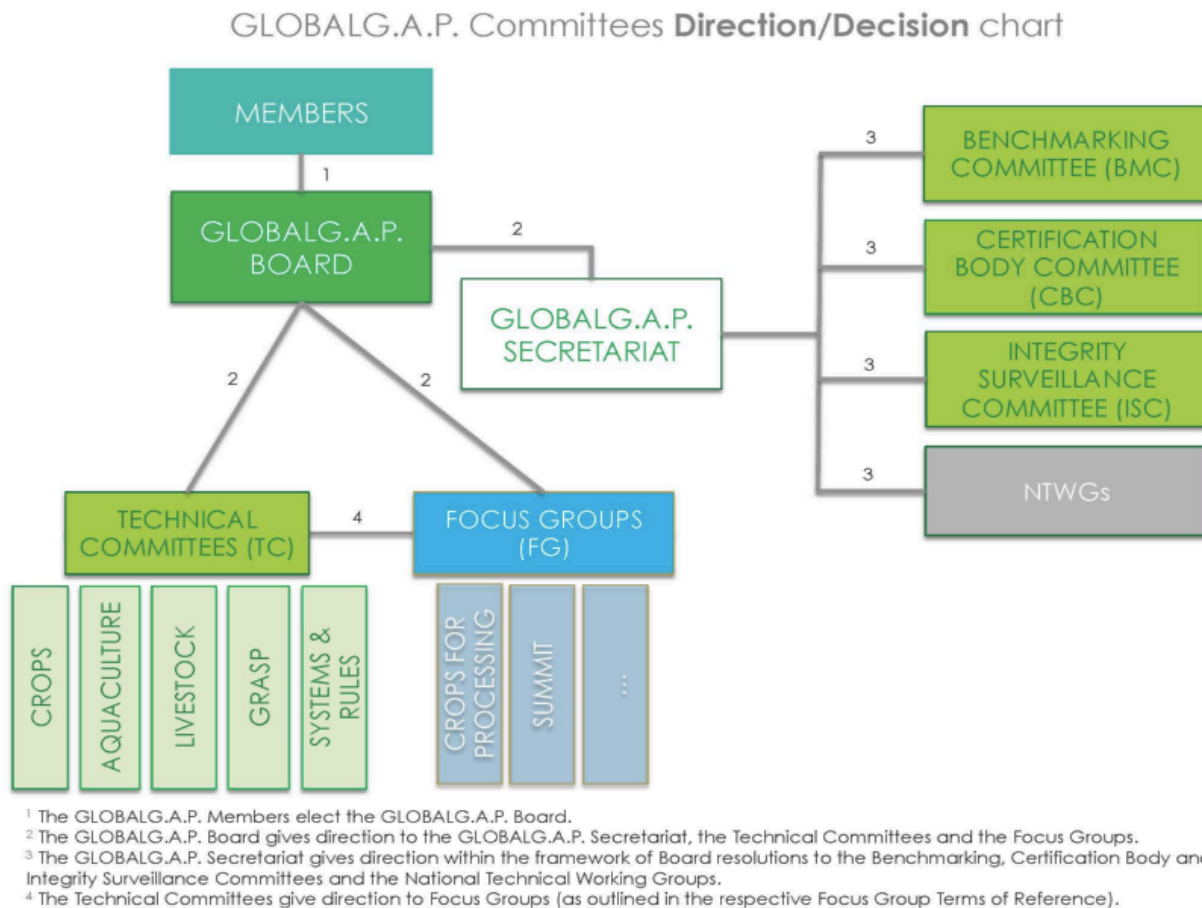 GLOBALG.A.P. Committees Direction/Decision chart
MEMBERS
1
GLOBALG.A.P.
BOARD
2
GLOBALG.A.P.
SECRETARIAT
3
BENCHMARKING
COMMITTEE (BMC)
3
CERTIFICATION
BODY COMMITTEE
(CBC)
3
INTEGRITY
SURVEILLANCE
COMMITTEE (ISC)
3
NTWGs
2
2
TECHNICAL
COMMITTEES (TC)
4
FOCUS GROUPS
(FG)
CROPS
AQUACULTURE
LIVESTOCK
GRASP
SYSTEMS &
RULES
CROPS FOR
PROCESSING
SUMMIT
...
1 The GLOBALG.A.P. Members elect the GLOBALG.A.P. Board.
2 The GLOBALG.A.P. Board gives direction to the GLOBALG.A.P. Secretariat, the Technical Committees and the Focus Groups.
3 The GLOBALG.A.P. Secretariat gives direction within the framework of Board resolutions to the Benchmarking, Certification Body and
Integrity Surveillance Committees and the National Technical Working Groups.
4 The Technical Committees give direction to Focus Groups (as outlined in the respective Focus Group Terms of Reference).